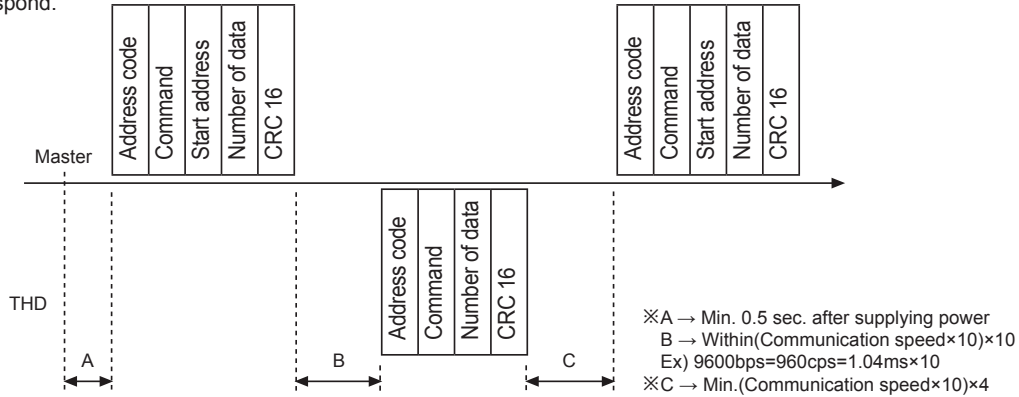 spond.
Address code
Command
Start address
Number of data
CRC 16
Address code
Command
Start address
Number of data
CRC 16
Master
Address code
Command
Number of data
CRC 16
THD
A
B
C
※A → Min. 0.5 sec. after supplying power
B → Within(Communication speed×10)×10
Ex) 9600bps=960cps=1.04ms×10
※C → Min.(Communication speed×10)×4